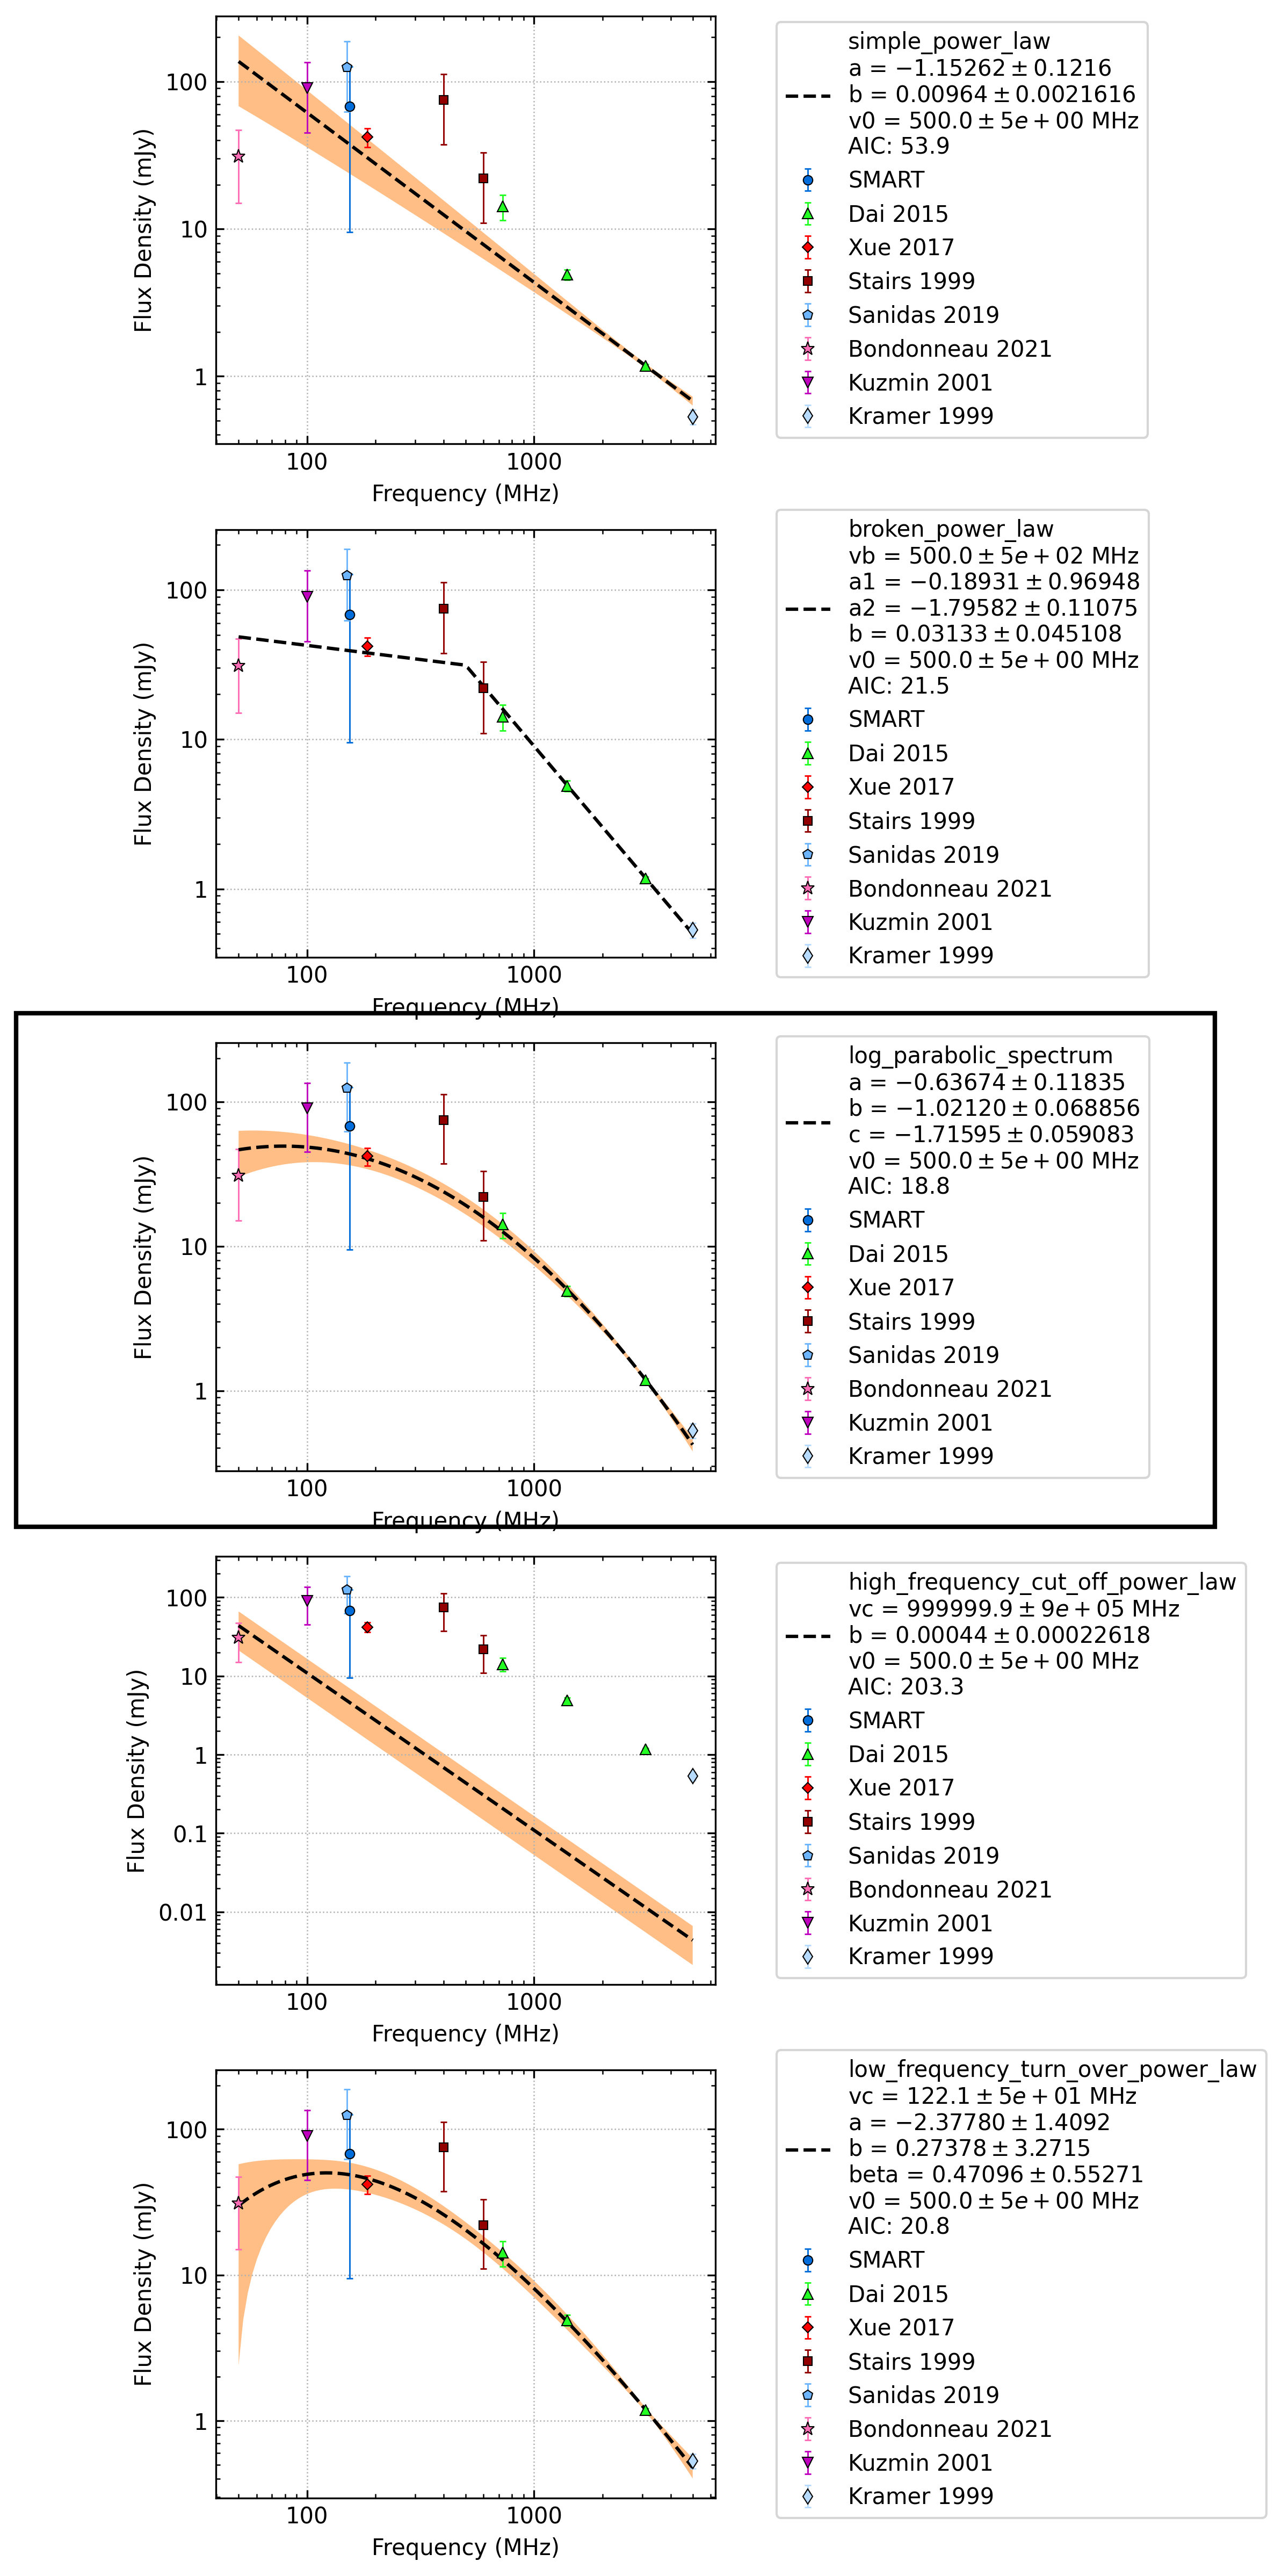 100
10
1
Flux Density (mJy)
100
1000
Frequency (MHz)
simple_power_law
a = −1.15262 ± 0.1216
b = 0.00964 ± 0.0021616
v0 = 500.0 ± 5e + 00 MHz
AIC: 53.9
SMART
Dai 2015
Xue 2017
Stairs 1999
Sanidas 2019
Bondonneau 2021
Kuzmin 2001
Kramer 1999
100
10
1
Flux Density (mJy)
100
1000
Frequency (MHz)
broken_power_law
vb = 500.0 ± 5e + 02 MHz
a1 = −0.18931 ± 0.96948
a2 = −1.79582 ± 0.11075
b = 0.03133 ± 0.045108
v0 = 500.0 ± 5e + 00 MHz
AIC: 21.5
SMART
Dai 2015
Xue 2017
Stairs 1999
Sanidas 2019
Bondonneau 2021
Kuzmin 2001
Kramer 1999
100
10
1
Flux Density (mJy)
100
1000
Frequency (MHz)
log_parabolic_spectrum
a = −0.63674 ± 0.11835
b = −1.02120 ± 0.068856
c = −1.71595 ± 0.059083
v0 = 500.0 ± 5e + 00 MHz
AIC: 18.8
SMART
Dai 2015
Xue 2017
Stairs 1999
Sanidas 2019
Bondonneau 2021
Kuzmin 2001
Kramer 1999
100
10
1
0.1
0.01
Flux Density (mJy)
100
1000
Frequency (MHz)
high_frequency_cut_off_power_law
vc = 999999.9 ± 9e + 05 MHz
b = 0.00044 ± 0.00022618
v0 = 500.0 ± 5e + 00 MHz
AIC: 203.3
SMART
Dai 2015
Xue 2017
Stairs 1999
Sanidas 2019
Bondonneau 2021
Kuzmin 2001
Kramer 1999
100
10
1
Flux Density (mJy)
100
1000
Frequency (MHz)
low_frequency_turn_over_power_law
vc = 122.1 ± 5e + 01 MHz
a = −2.37780 ± 1.4092
b = 0.27378 ± 3.2715
beta = 0.47096 ± 0.55271
v0 = 500.0 ± 5e + 00 MHz
AIC: 20.8
SMART
Dai 2015
Xue 2017
Stairs 1999
Sanidas 2019
Bondonneau 2021
Kuzmin 2001
Kramer 1999